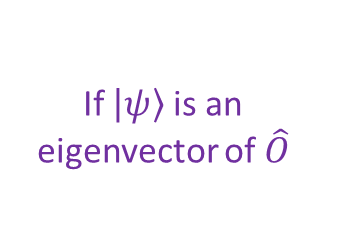 If |𝜓⟩ is an
eigenvector of 𝑂̂